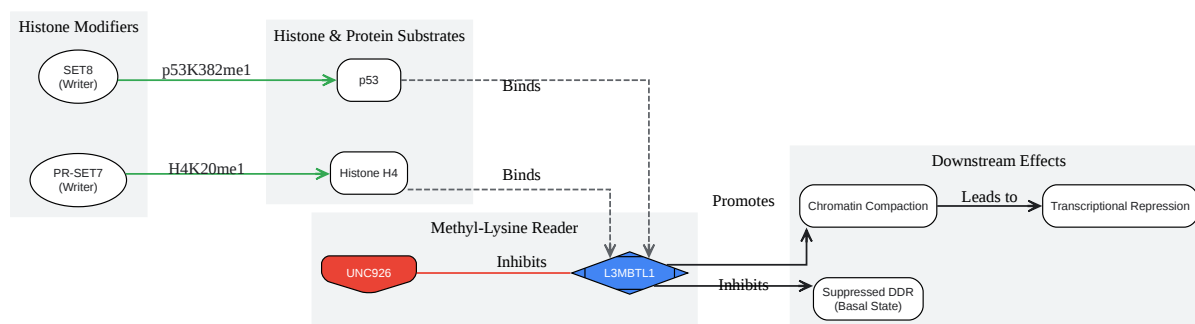 Histone Modifiers
SET8
(Writer)
p53K382me1
PR-SET7
(Writer)
H4K20me1
Histone & Protein Substrates
p53
Binds
Histone H4
Binds
Methyl-Lysine Reader
UNC926
Inhibits
L3MBTL1
Promotes
Inhibits
Downstream Effects
Chromatin Compaction
Leads to
Transcriptional Repression
Suppressed DDR
(Basal State)